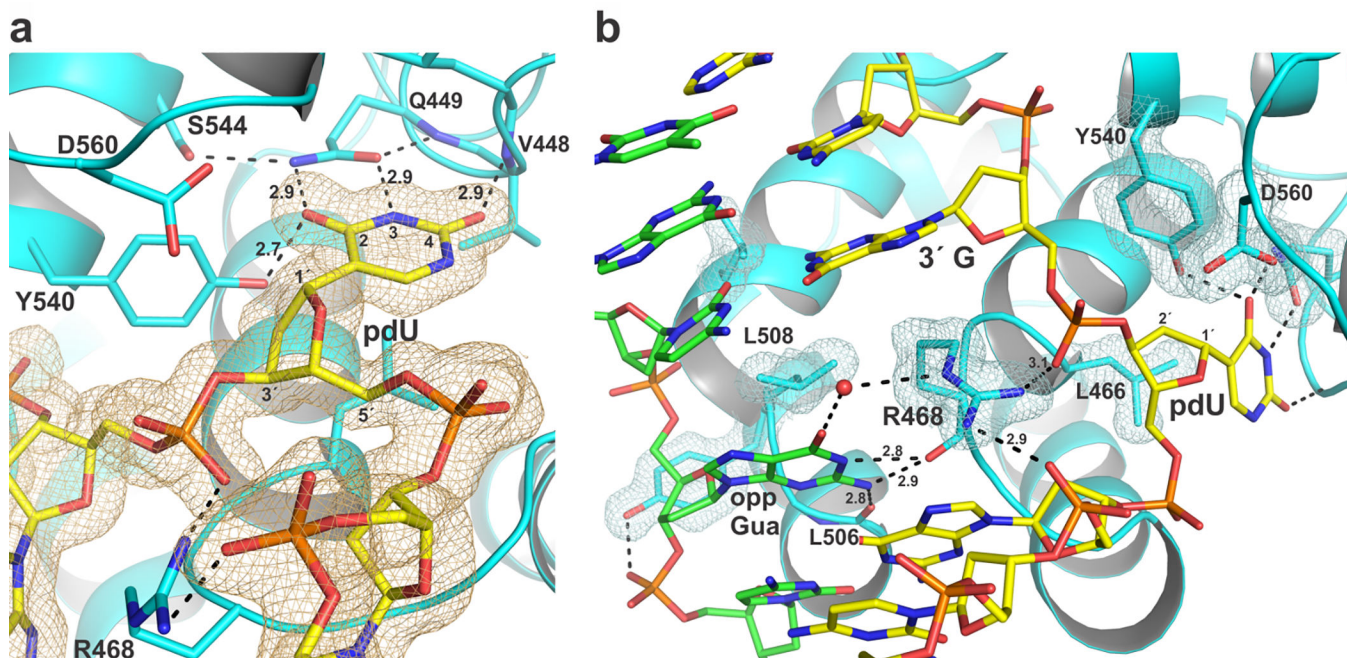 a
b
Q449
S544
D560
V448
2.9
2.9
2.9
2
3
4
2.7
1´
Y540
pdU
3´
5´
R468
Y540
D560
3´ G
L508
2´
1´
3.1
R468
L466
pdU
2.8
2.9
2.9
opp
Gua
2.8
L506